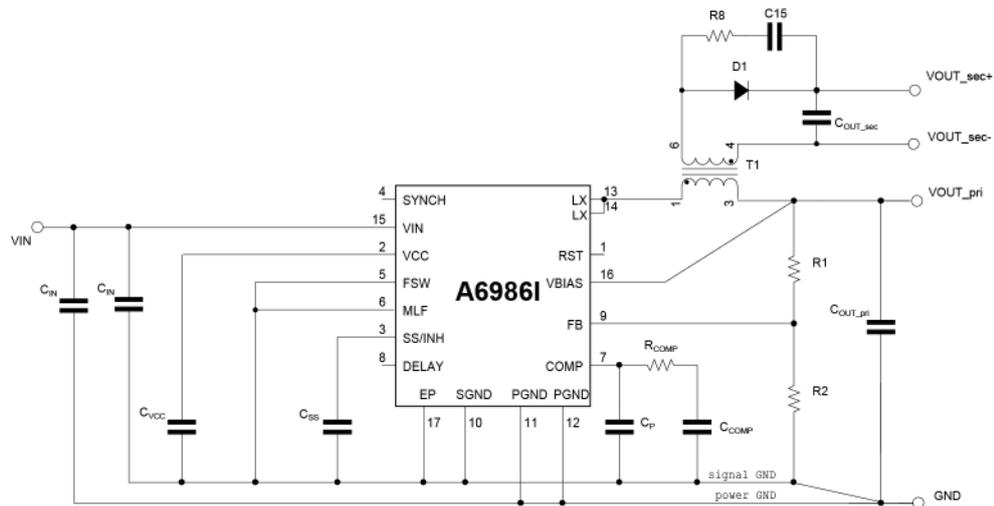 R8
C15
D1
VOUT_sec+
COUT_sec
VOUT_sec-
6
4
T1
1
3
VOUT_pri
4
SYNCH
LX
13
LX
14
15
VIN
VIN
2
VCC
RST
1
5
FSW
A6986I
VBIAS
16
R1
CIN
CIN
6
MLF
FB
9
COUT_pri
3
SS/INH
8
DELAY
COMP
7
RCOMP
EP
SGND
PGND
PGND
R2
CVCC
CSS
17
10
11
12
CP
CCOMP
signal GND
power GND
GND